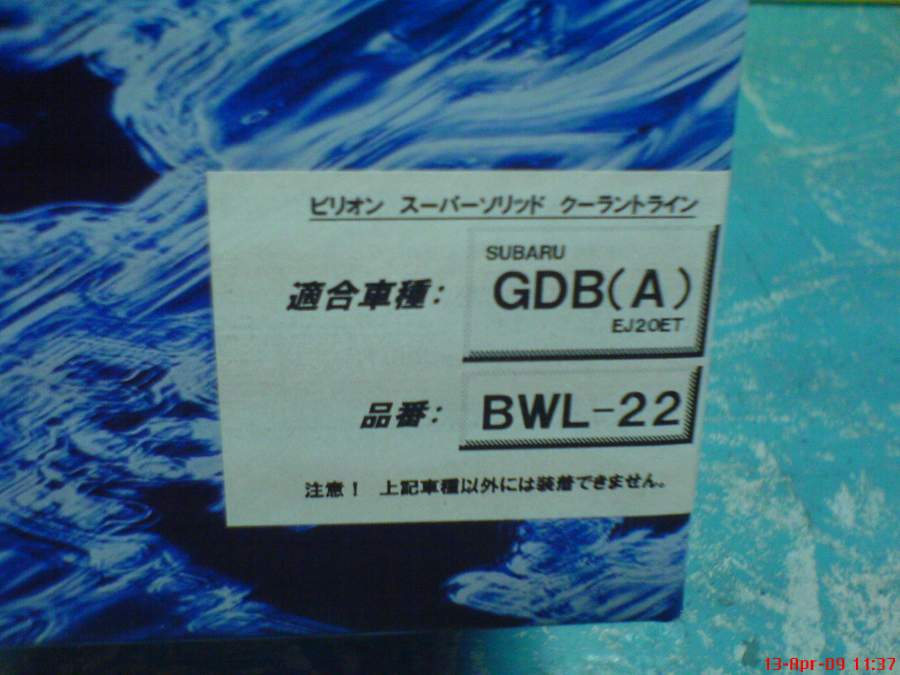 ビリオン スーパーソリッド クーラントライン
適合車種:
SUBARU
GDB(A)
EJ20ET
品番: BWL-22
注意! 上記車種以外には装着できません。
13-Apr-09 11:37